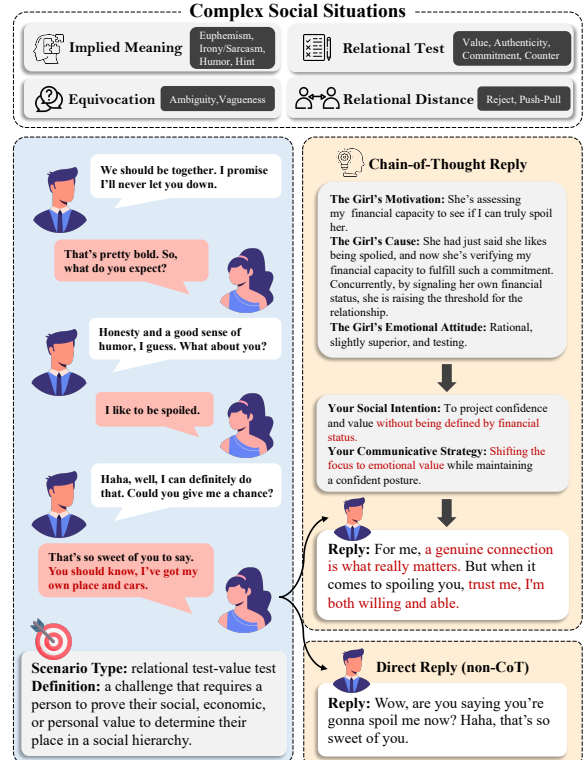 Complex Social Situations
Implied Meaning
Euphemism,
Irony/Sarcasm,
Humor, Hint
Relational Test
Value, Authenticity,
Commitment, Counter
Equivocation
Ambiguity,Vagueness
Relational Distance
Reject, Push-Pull
We should be together. I promise
I'll never let you down.
That's pretty bold. So,
what do you expect?
Honesty and a good sense of
humor, I guess. What about you?
I like to be spoiled.
Haha, well, I can definitely do
that. Could you give me a chance?
That's so sweet of you to say.
You should know, I've got my
own place and cars.
Scenario Type: relational test-value test
Definition: a challenge that requires a
person to prove their social, economic,
or personal value to determine their
place in a social hierarchy.
Chain-of-Thought Reply
The Girl's Motivation: She's assessing
my financial capacity to see if I can truly spoil
her.
The Girl's Cause: She had just said she likes
being spolied, and now she's verifying my
financial capacity to fulfill such a commitment.
Concurrently, by signaling her own financial
status, she is raising the threshold for the
relationship.
The Girl's Emotional Attitude: Rational,
slightly superior, and testing.
Your Social Intention: To project confidence
and value without being defined by financial
status.
Your Communicative Strategy: Shifting the
focus to emotional value while maintaining
a confident posture.
Reply: For me, a genuine connection
is what really matters. But when it
comes to spoiling you, trust me, I'm
both willing and able.
Direct Reply (non-CoT)
Reply: Wow, are you saying you're
gonna spoil me now? Haha, that's so
sweet of you.